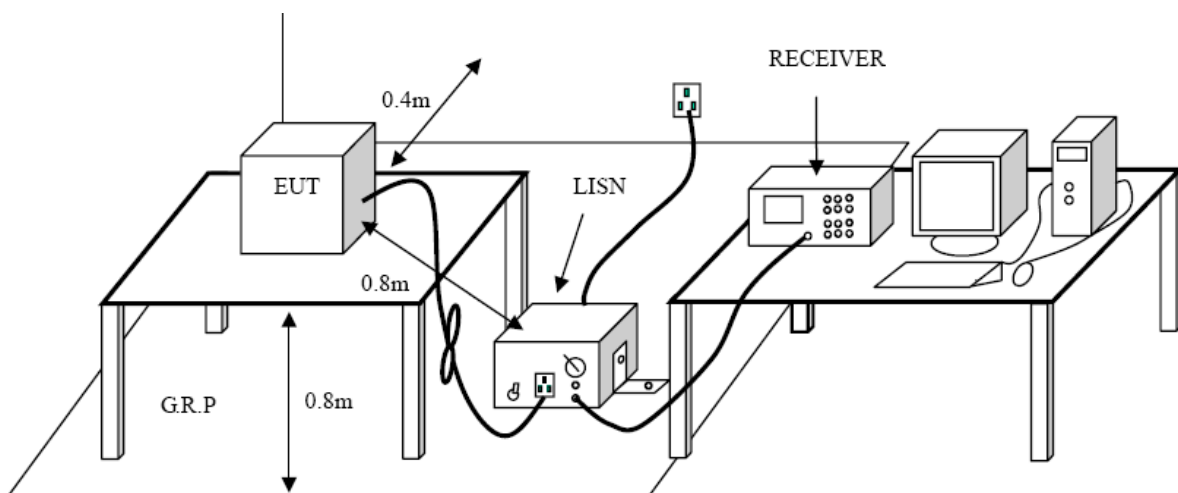 RECEIVER
0.4m
EUT
LISN
0.8m
G.R.P
0.8m